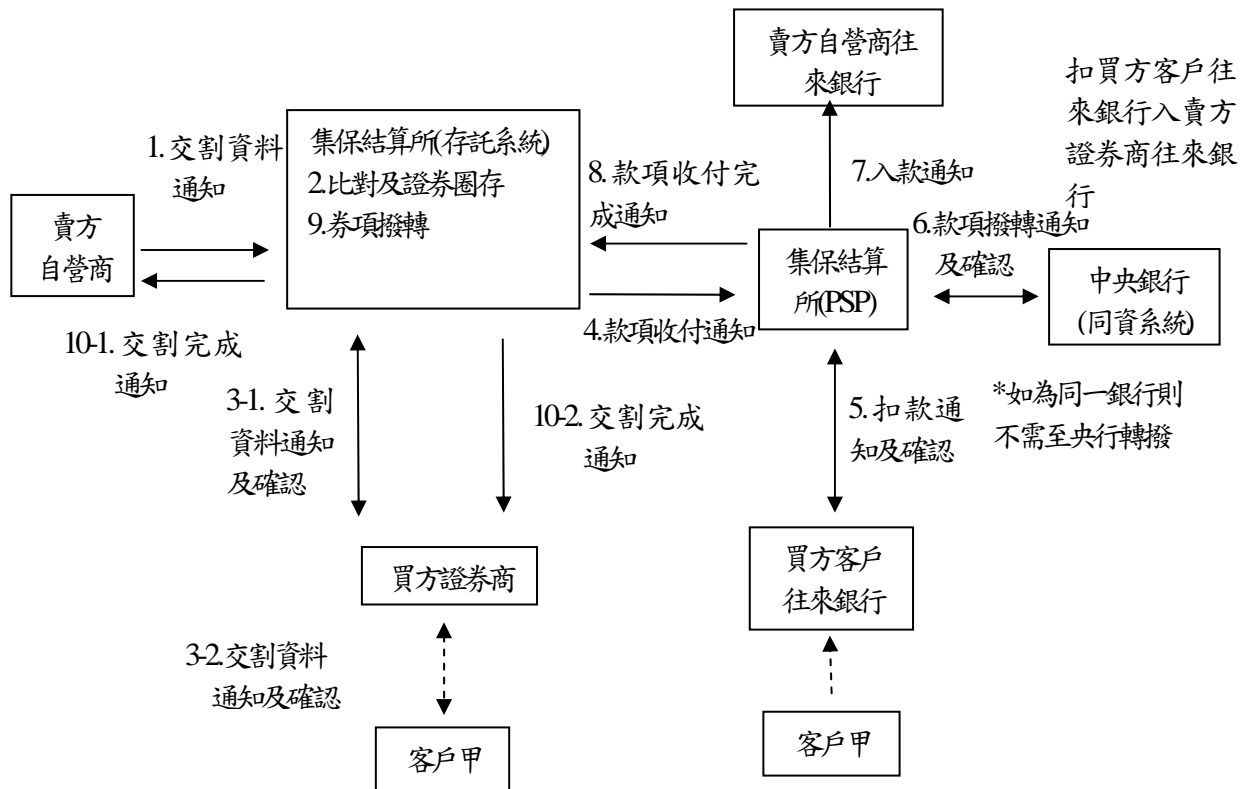 賣方自營商往
來銀行
扣買方客戶往
來銀行入賣方
證券商往來銀
行
1.交割資料
通知
集保結算所(存託系統)
2.比對及證券圈存
9.券項撥轉
8.款項收付完
成通知
7.入款通知
賣方
自營商
6.款項撥轉通知
及確認
集保結算
所(PSP)
中央銀行
(同資系統)
10-1.交割完成
通知
4.款項收付通知
3-1.交割
資料通知
及確認
10-2.交割完成
通知
5.扣款通
知及確認
*如為同一銀行則
不需至央行轉撥
買方證券商
買方客戶
往來銀行
3-2.交割資料
通知及確認
客戶甲
客戶甲